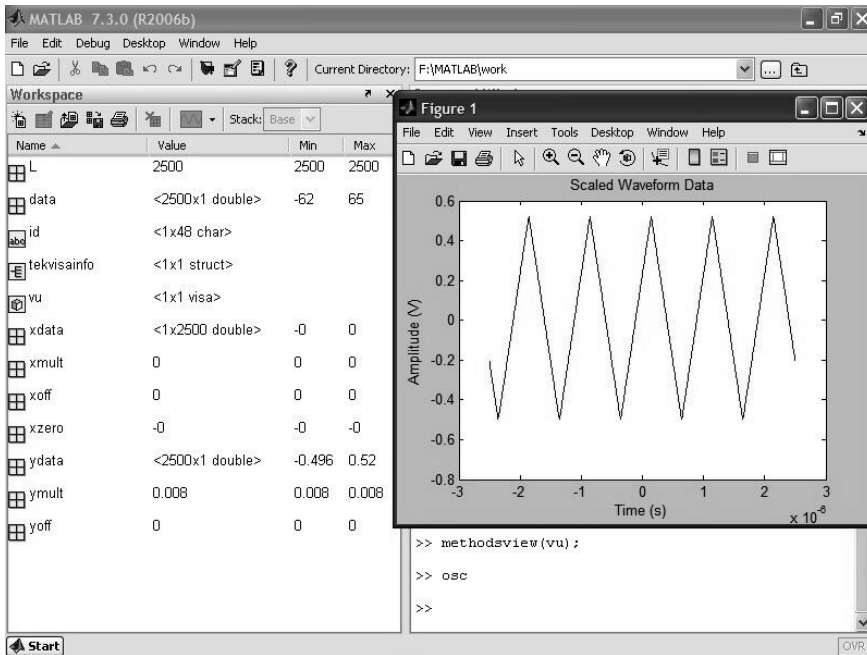 MATLAB 7.3.0 (R2006b)
File Edit Debug Desktop Window Help
Current Directory: F:\MATLAB\work
Workspace
Stack: Base
Name Value Min Max
L 2500 2500 2500
data <2500x1 double> -62 65
abc id <1x48 char>
tekvisainfo <1x1 struct>
vu <1x1 visa>
xdata <1x2500 double> -0 0
xmult 0 0 0
xoff 0 0 0
xzero -0 -0 -0
ydata <2500x1 double> -0.496 0.52
ymult 0.008 0.008 0.008
yoff 0 0 0
Figure 1
File Edit View Insert Tools Desktop Window Help
Scaled Waveform Data
0.6
0.4
0.2
0
-0.2
-0.4
-0.6
-0.8
Amplitude (V)
-3 -2 -1 0 1 2 3
Time (s)
>> methodsview(vu);
>> osc
>>
Start
OVR